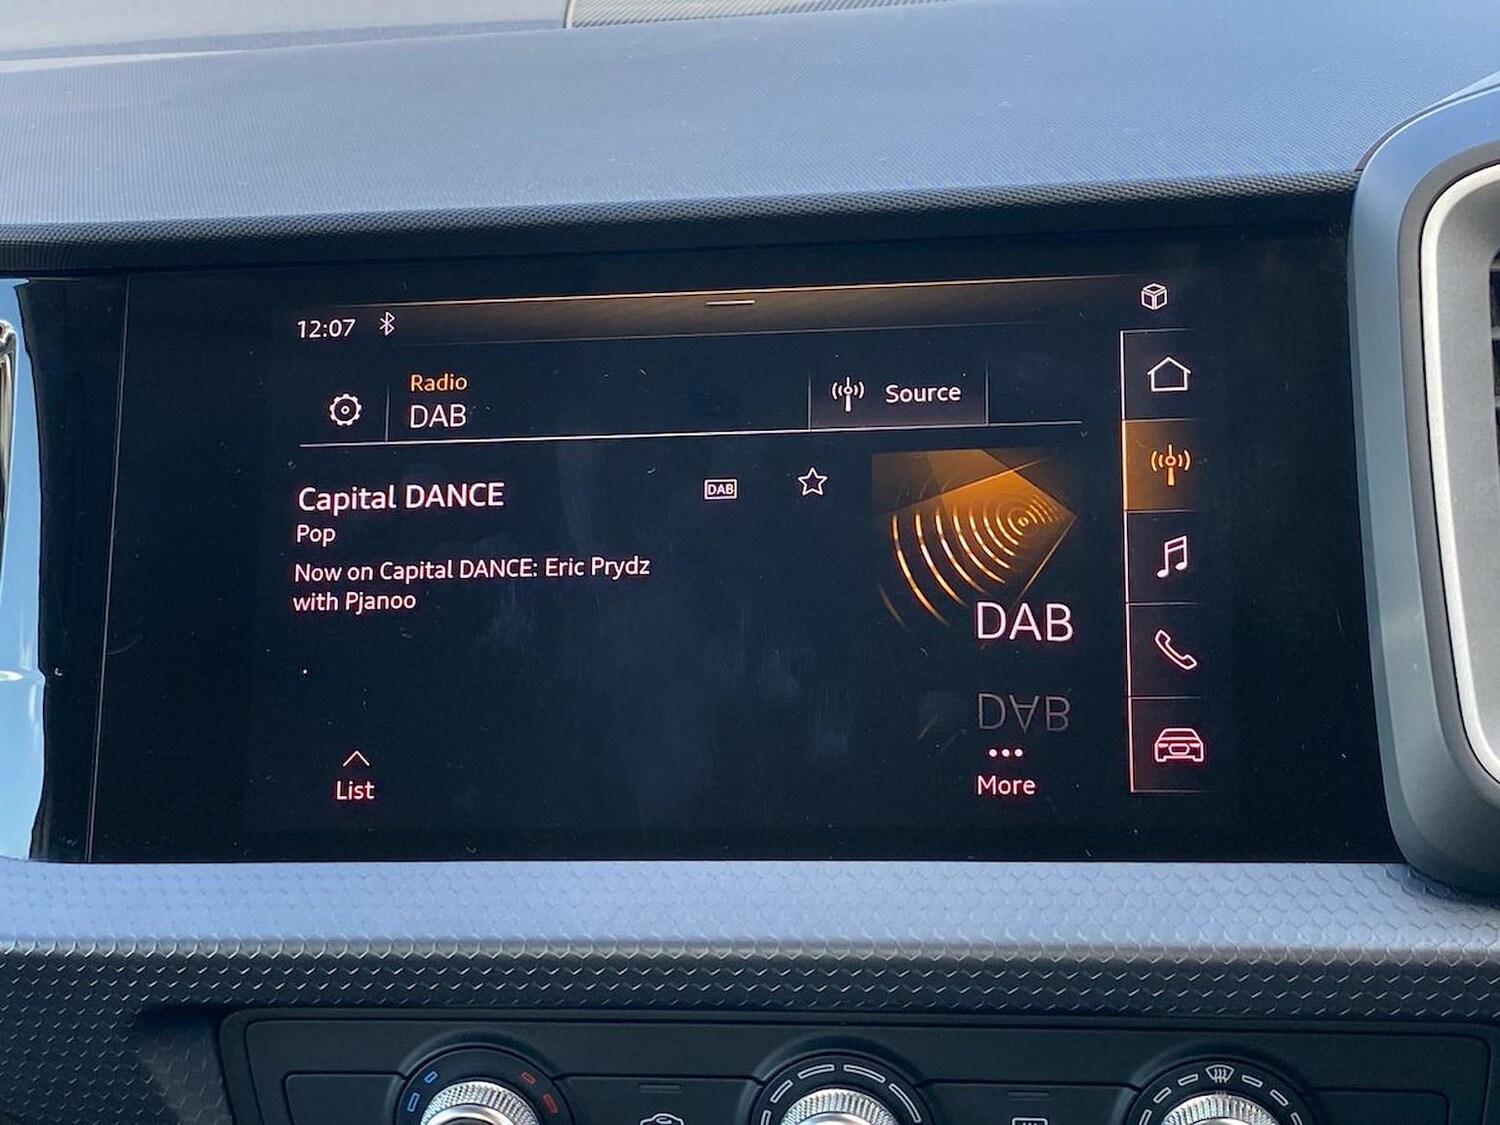 12:07
Radio
DAB
Source
Capital DANCE
DAB
Pop
Now on Capital DANCE: Eric Prydz
with Pjanoo
DAB
DAB
List
More